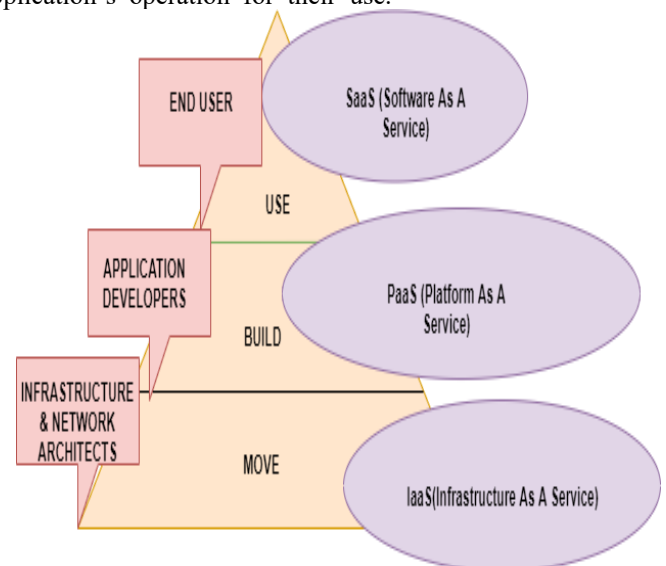 application's operation for their use.
END USER
SaaS (Software As A
Service)
USE
APPLICATION
DEVELOPERS
PaaS (Platform As A
Service)
BUILD
INFRASTRUCTURE
& NETWORK
ARCHITECTS
MOVE
IaaS(Infrastructure As A Service)